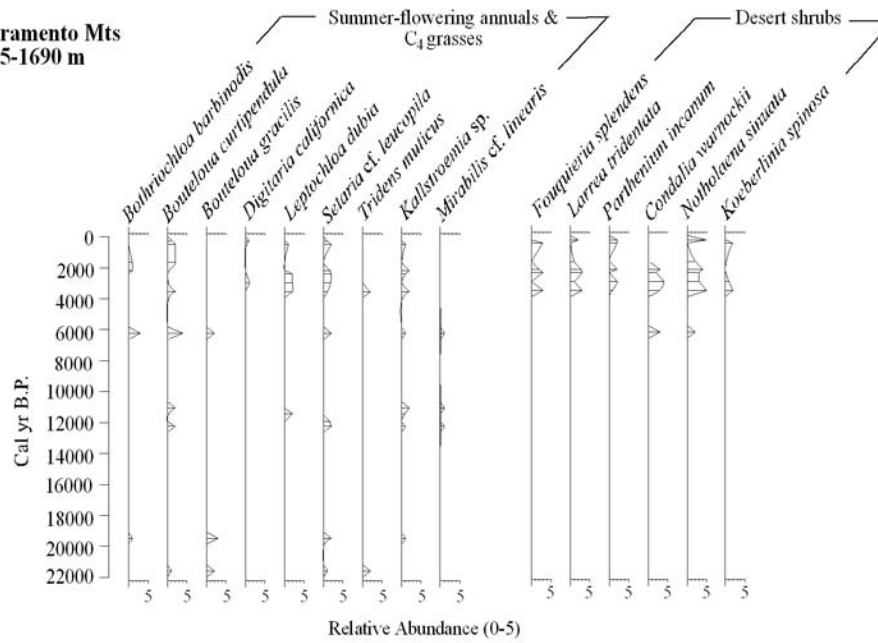 ramento Mts
5-1690 m
Summer-flowering annuals &
C₄ grasses
Desert shrubs
Bothriochloa barbinodis
Bouteloua curtipendula
Bouteloua gracilis
Digitaria californica
Leptochloa dubia
Setaria cf. leucopila
Tridens muticus
Kallstroemia sp.
Mirabilis cf. linearis
Fouquieria splendens
Larrea tridentata
Parthenium incanum
Condalia warnockii
Notholaena sinuata
Koeberlinia spinosa
Cal yr B.P.
0
2000
4000
6000
8000
10000
12000
14000
16000
18000
20000
22000
5 5 5 5 5 5 5 5 5 5 5 5 5 5 5
Relative Abundance (0-5)